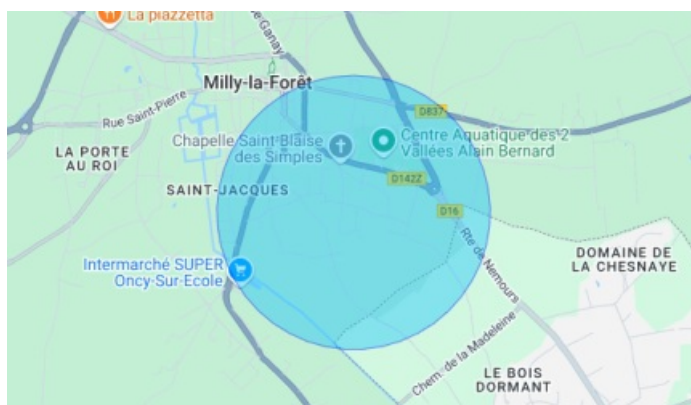 La piazzetta
de Ganay
Milly-la-Forêt
D837
Rue Saint-Pierre
Chapelle Saint Blaise
des Simples
Centre Aquatique des 2
Vallées Alain Bernard
LA PORTE
AU ROI
SAINT-JACQUES
D142Z
D16
Rte de Nemours
DOMAINE DE
LA CHESNAYE
Intermarché SUPER
Oncy-Sur-Ecole
Chem. de la Madeleine
LE BOIS
DORMANT